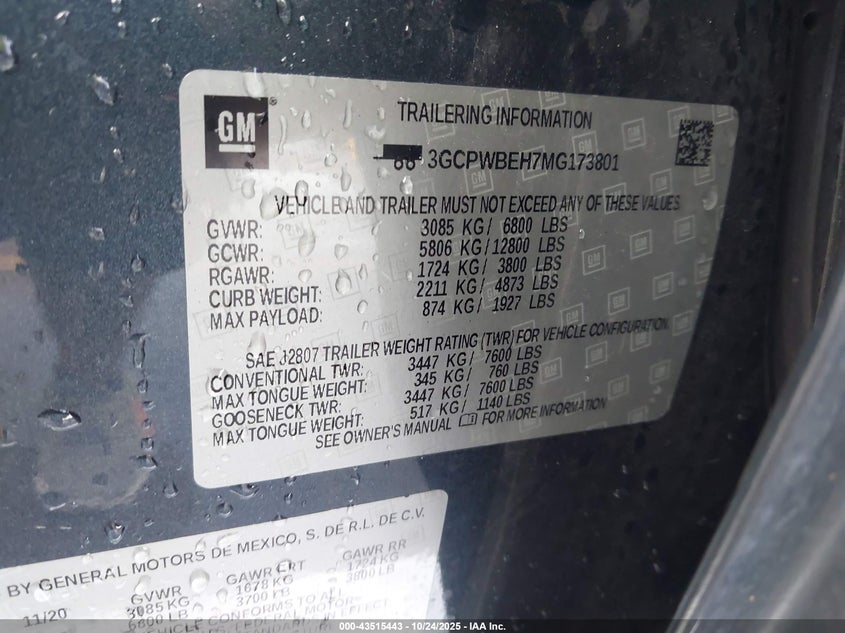 GM
TRAILERING INFORMATION
3GCPWBEH7MG173801
VEHICLE AND TRAILER MUST NOT EXCEED ANY OF THESE VALUES.
GVWR: 3085 KG/ 6800 LBS
GCWR: 5806 KG/12800 LBS
RGAWR: 1724 KG/ 3800 LBS
CURB WEIGHT: 2211 KG/ 4873 LBS
MAX PAYLOAD: 874 KG/ 1927 LBS
SAE J2807 TRAILER WEIGHT RATING (TWR) FOR VEHICLE CONFIGURATION.
CONVENTIONAL TWR: 3447 KG/ 7600 LBS
MAX TONGUE WEIGHT: 345 KG/ 760 LBS
GOOSENECK TWR: 3447 KG/ 7600 LBS
MAX TONGUE WEIGHT: 517 KG/ 1140 LBS
SEE OWNER'S MANUAL FOR MORE INFORMATION
BY GENERAL MOTORS DE MEXICO, S. DE R.L. DE C.V.
11/20 GVWR GAWR FRT GAWR RR
3085 KG 1678 KG 1724 KG
6800 LB 3700 LB 3800 LB
VEHICLE CONFORMS TO ALL
000-43515443 - 10/24/2025 - IAA Inc.